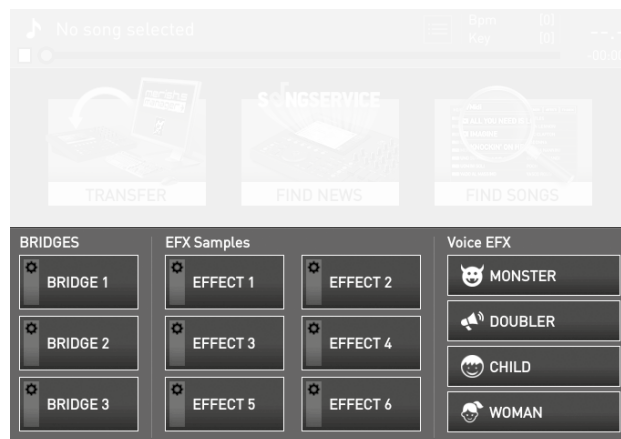 No song selected
Bpm [0]
Key [0]
SONGSERVICE
TRANSFER
FIND NEWS
FIND SONGS
BRIDGES
EFX Samples
Voice EFX
BRIDGE 1
EFFECT 1
EFFECT 2
MONSTER
DOUBLER
BRIDGE 2
EFFECT 3
EFFECT 4
CHILD
BRIDGE 3
EFFECT 5
EFFECT 6
WOMAN